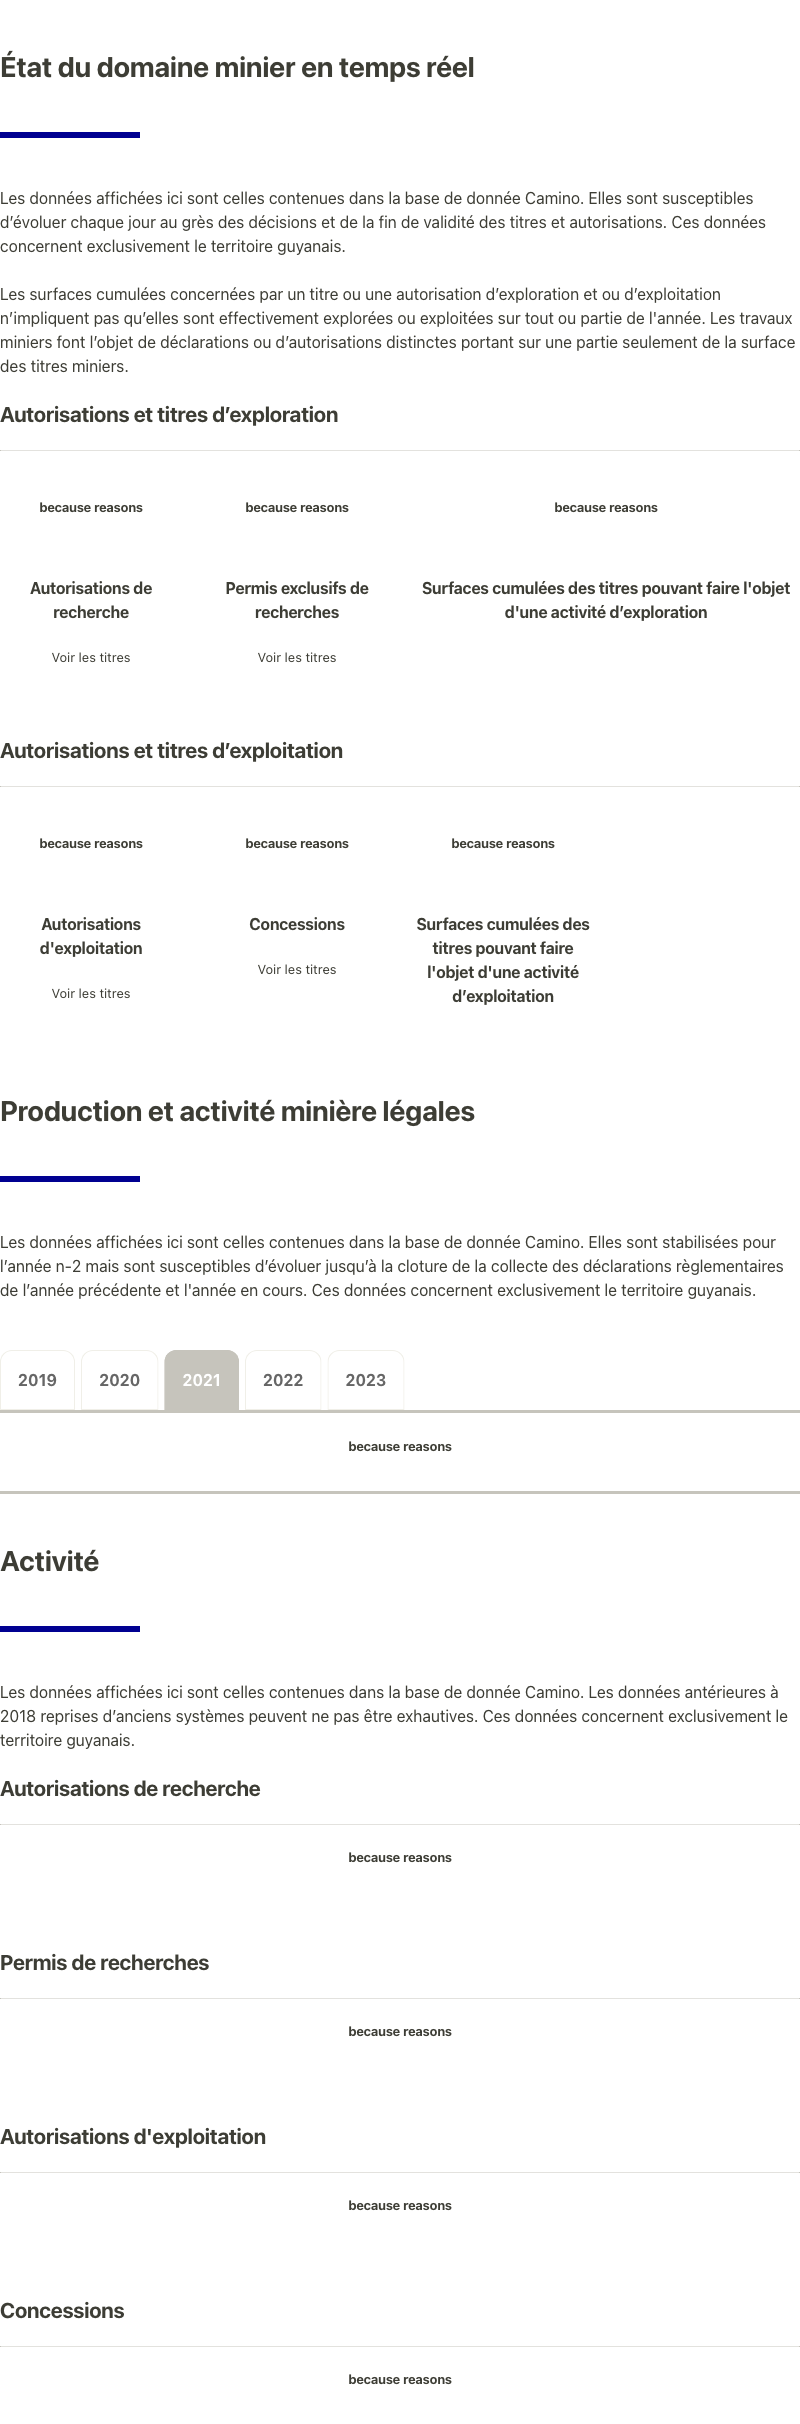 État du domaine minier en temps réel
Les données affichées ici sont celles contenues dans la base de donnée Camino. Elles sont susceptibles
d’évoluer chaque jour au grès des décisions et de la fin de validité des titres et autorisations. Ces données
concernent exclusivement le territoire guyanais.
Les surfaces cumulées concernées par un titre ou une autorisation d’exploration et ou d’exploitation
n’impliquent pas qu’elles sont effectivement explorées ou exploitées sur tout ou partie de l'année. Les travaux
miniers font l’objet de déclarations ou d’autorisations distinctes portant sur une partie seulement de la surface
des titres miniers.
Autorisations et titres d’exploration
because reasons
because reasons
because reasons
Autorisations de
recherche
Voir les titres
Permis exclusifs de
recherches
Voir les titres
Surfaces cumulées des titres pouvant faire l'objet
d'une activité d’exploration
Autorisations et titres d’exploitation
because reasons
because reasons
because reasons
Autorisations
d'exploitation
Voir les titres
Concessions
Voir les titres
Surfaces cumulées des
titres pouvant faire
l'objet d'une activité
d’exploitation
Production et activité minière légales
Les données affichées ici sont celles contenues dans la base de donnée Camino. Elles sont stabilisées pour
l’année n-2 mais sont susceptibles d’évoluer jusqu’à la cloture de la collecte des déclarations règlementaires
de l’année précédente et l'année en cours. Ces données concernent exclusivement le territoire guyanais.
2019 2020 2021 2022 2023
because reasons
Activité
Les données affichées ici sont celles contenues dans la base de donnée Camino. Les données antérieures à
2018 reprises d’anciens systèmes peuvent ne pas être exhautives. Ces données concernent exclusivement le
territoire guyanais.
Autorisations de recherche
because reasons
Permis de recherches
because reasons
Autorisations d'exploitation
because reasons
Concessions
because reasons